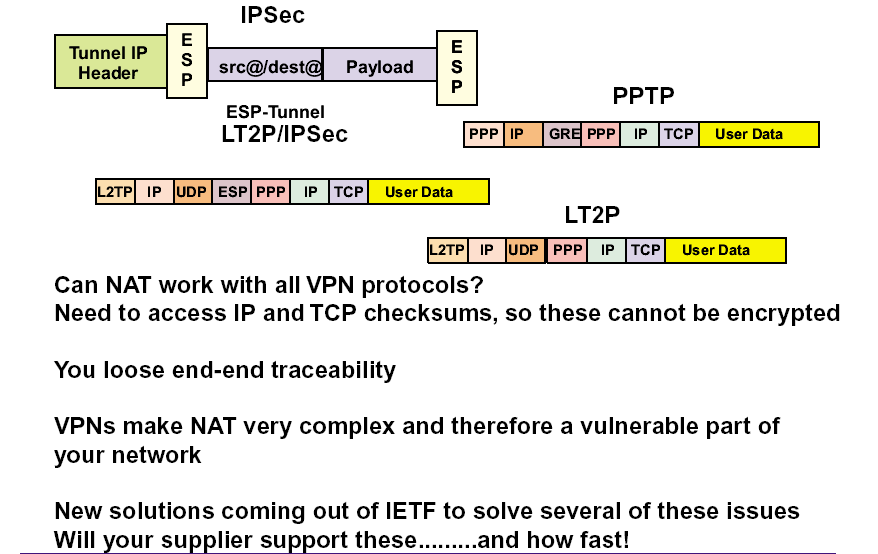 IPSec
Tunnel IP Header
ESP
src@/dest@
Payload
ESP
ESP-Tunnel
LT2P/IPSec
PPTP
PPP IP GRE PPP IP TCP User Data
L2TP IP UDP ESP PPP IP TCP User Data
LT2P
L2TP IP UDP PPP IP TCP User Data
Can NAT work with all VPN protocols?
Need to access IP and TCP checksums, so these cannot be encrypted
You loose end-end traceability
VPNs make NAT very complex and therefore a vulnerable part of
your network
New solutions coming out of IETF to solve several of these issues
Will your supplier support these.........and how fast!